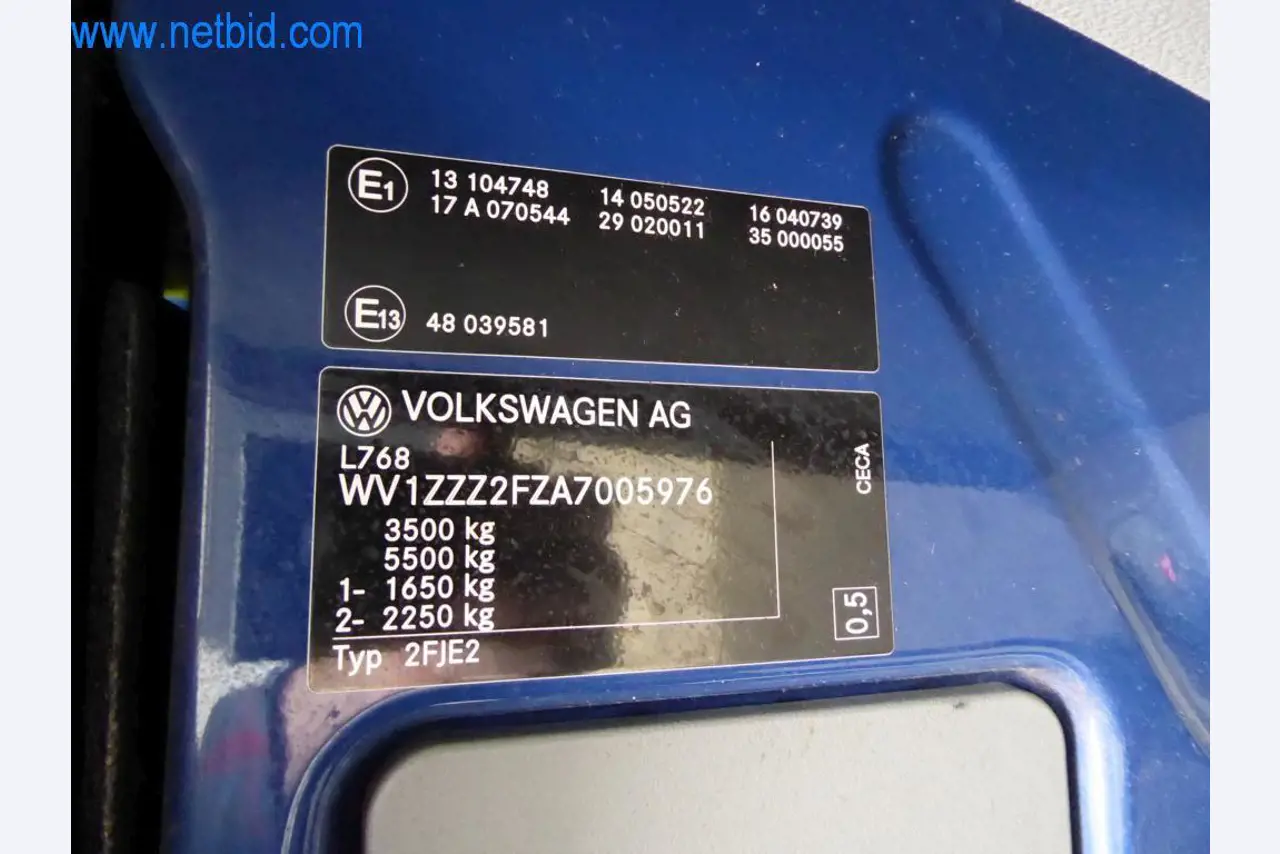 www.netbid.com
E1 13 104748 14 050522 16 040739
17 A 070544 29 020011 35 000055
E13 48 039581
VOLKSWAGEN AG
L768
WV1ZZZ2FZA7005976
3500 kg
5500 kg
1- 1650 kg
2- 2250 kg
Typ 2FJE2
CECA
0,5